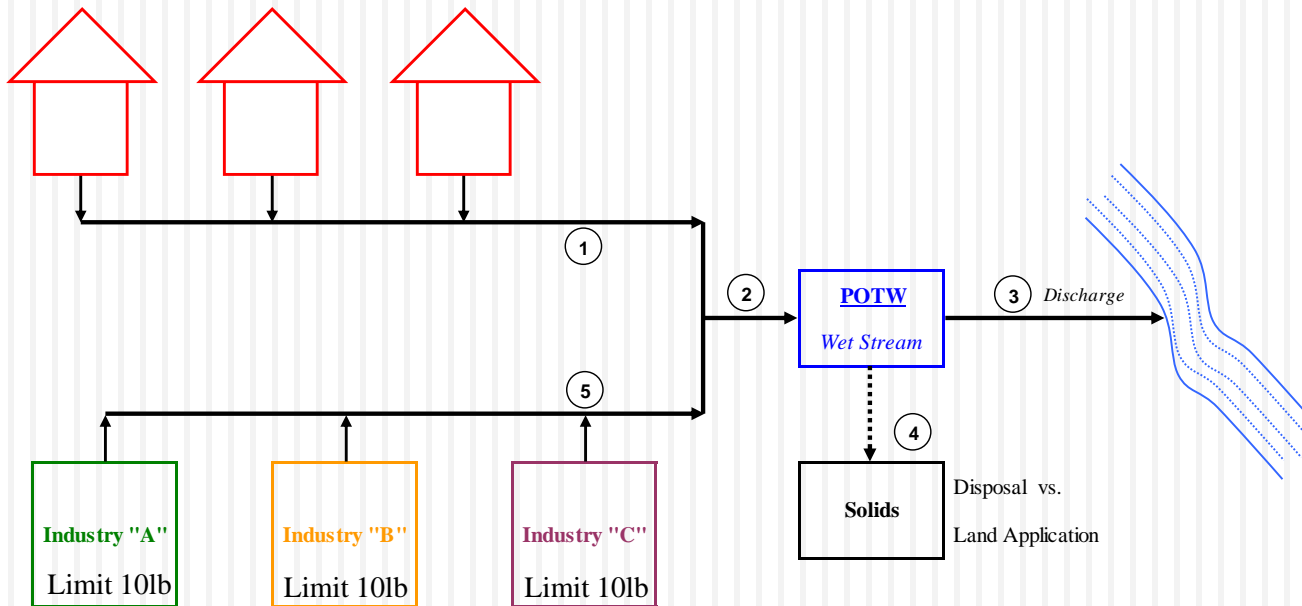 1
2
POTW
Wet Stream
3
Discharge
5
4
Solids
Disposal vs.
Land Application
Industry "A"
Limit 10lb
Industry "B"
Limit 10lb
Industry "C"
Limit 10lb